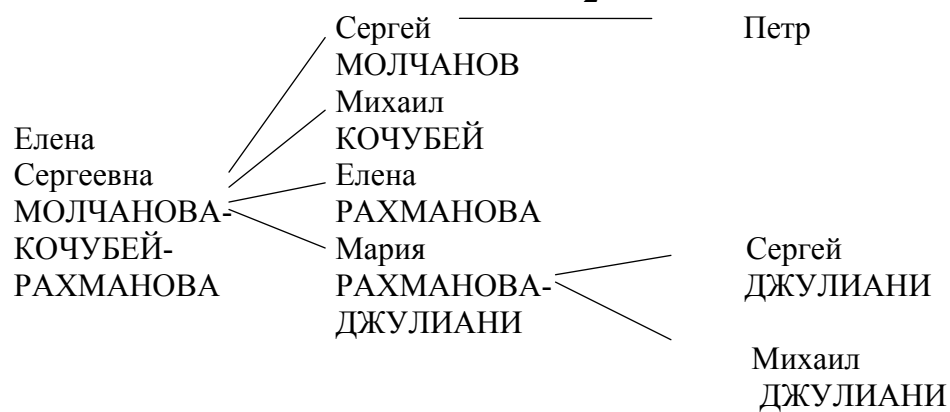 2
Сергей
МОЛЧАНОВ
Михаил
КОЧУБЕЙ
Елена
РАХМАНОВА
Мария
РАХМАНОВА-
ДЖУЛИАНИ
Елена
Сергеевна
МОЛЧАНОВА-
КОЧУБЕЙ-
РАХМАНОВА
Петр
Сергей
ДЖУЛИАНИ
Михаил
ДЖУЛИАНИ